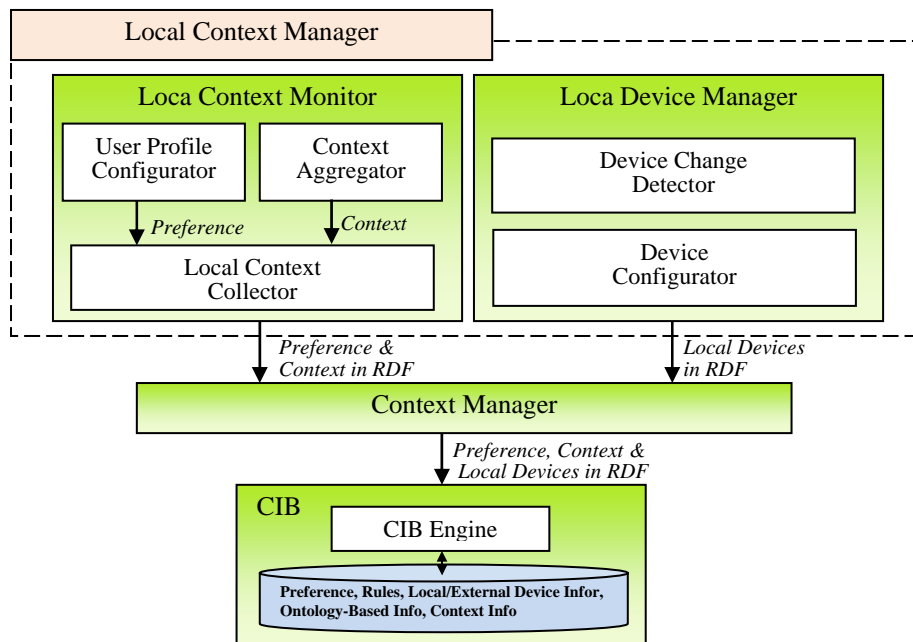 Local Context Manager
Loca Context Monitor
User Profile
Configurator
Context
Aggregator
Preference
Context
Local Context
Collector
Loca Device Manager
Device Change
Detector
Device
Configurator
Preference &
Context in RDF
Local Devices
in RDF
Context Manager
Preference, Context &
Local Devices in RDF
CIB
CIB Engine
Preference, Rules, Local/External Device Infor,
Ontology-Based Info, Context Info